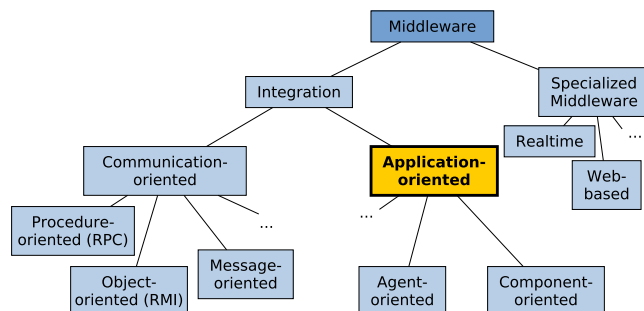 Middleware
Integration
Specialized
Middleware
Realtime
...
Web-
based
Communication-
oriented
Application-
oriented
Procedure-
oriented (RPC)
Object-
oriented (RMI)
Message-
oriented
...
...
Agent-
oriented
Component-
oriented